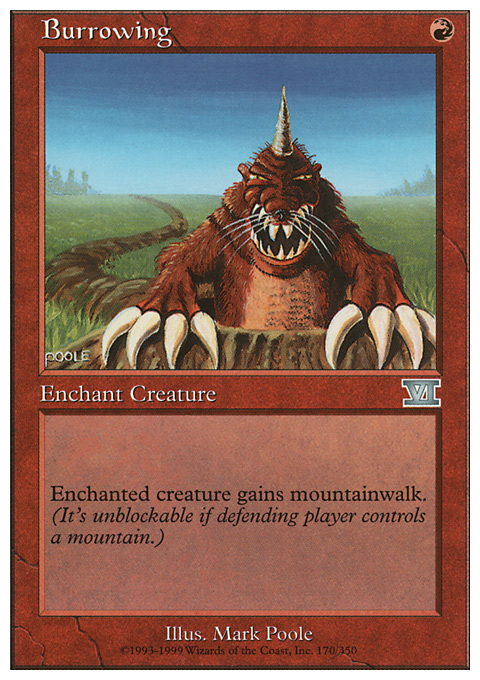 Burrowing
POOLE
Enchant Creature
VI
Enchanted creature gains mountainwalk.
(It's unblockable if defending player controls
a mountain.)
Illus. Mark Poole
©1993-1999 Wizards of the Coast, Inc. 170/350